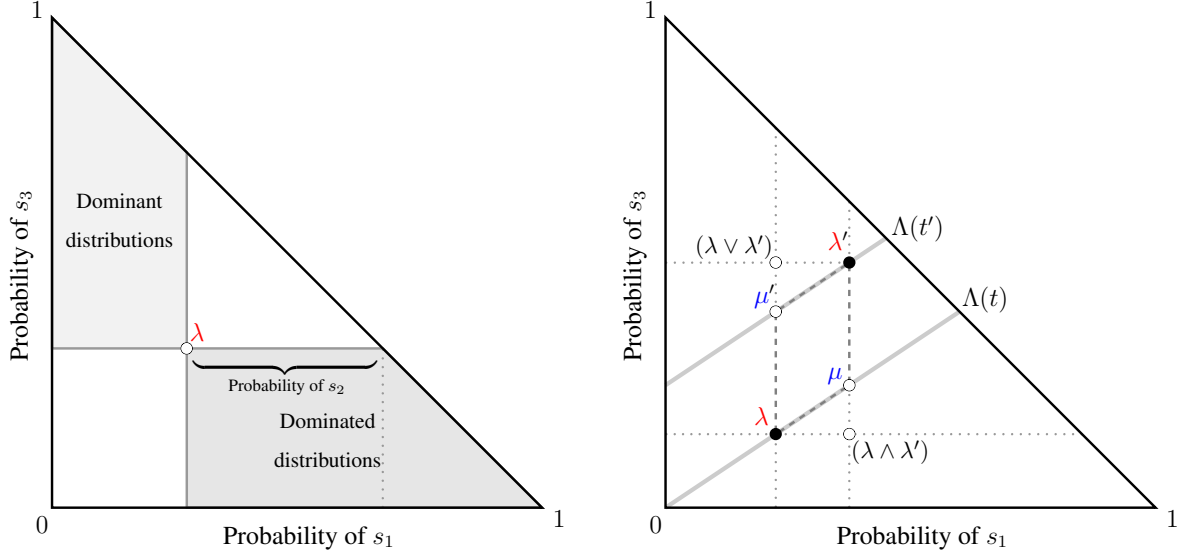 1
Probability of s₃
Dominant
distributions
λ
Probability of s₂
Dominated
distributions
0
Probability of s₁
1
1
Probability of s₃
Λ(t′)
(λ ∨ λ′)
λ′
μ′
Λ(t)
μ
λ
(λ ∧ λ′)
0
Probability of s₁
1